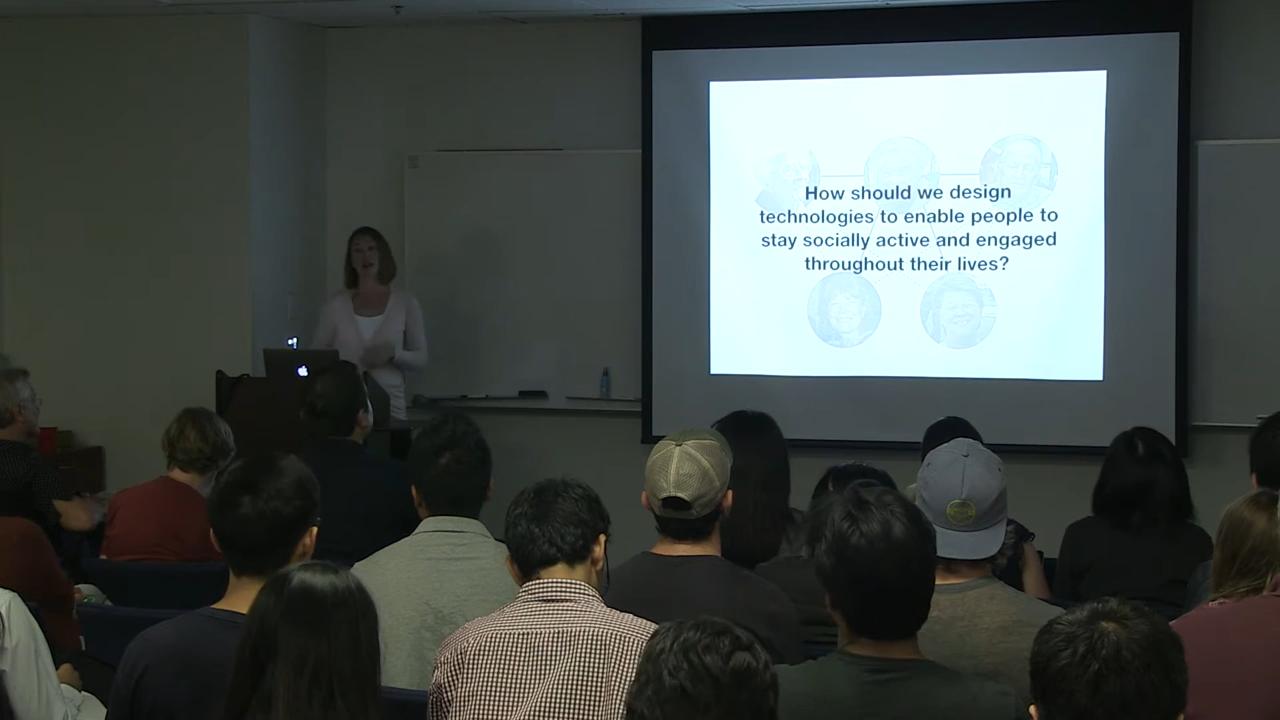 How should we design
technologies to enable people to
stay socially active and engaged
throughout their lives?